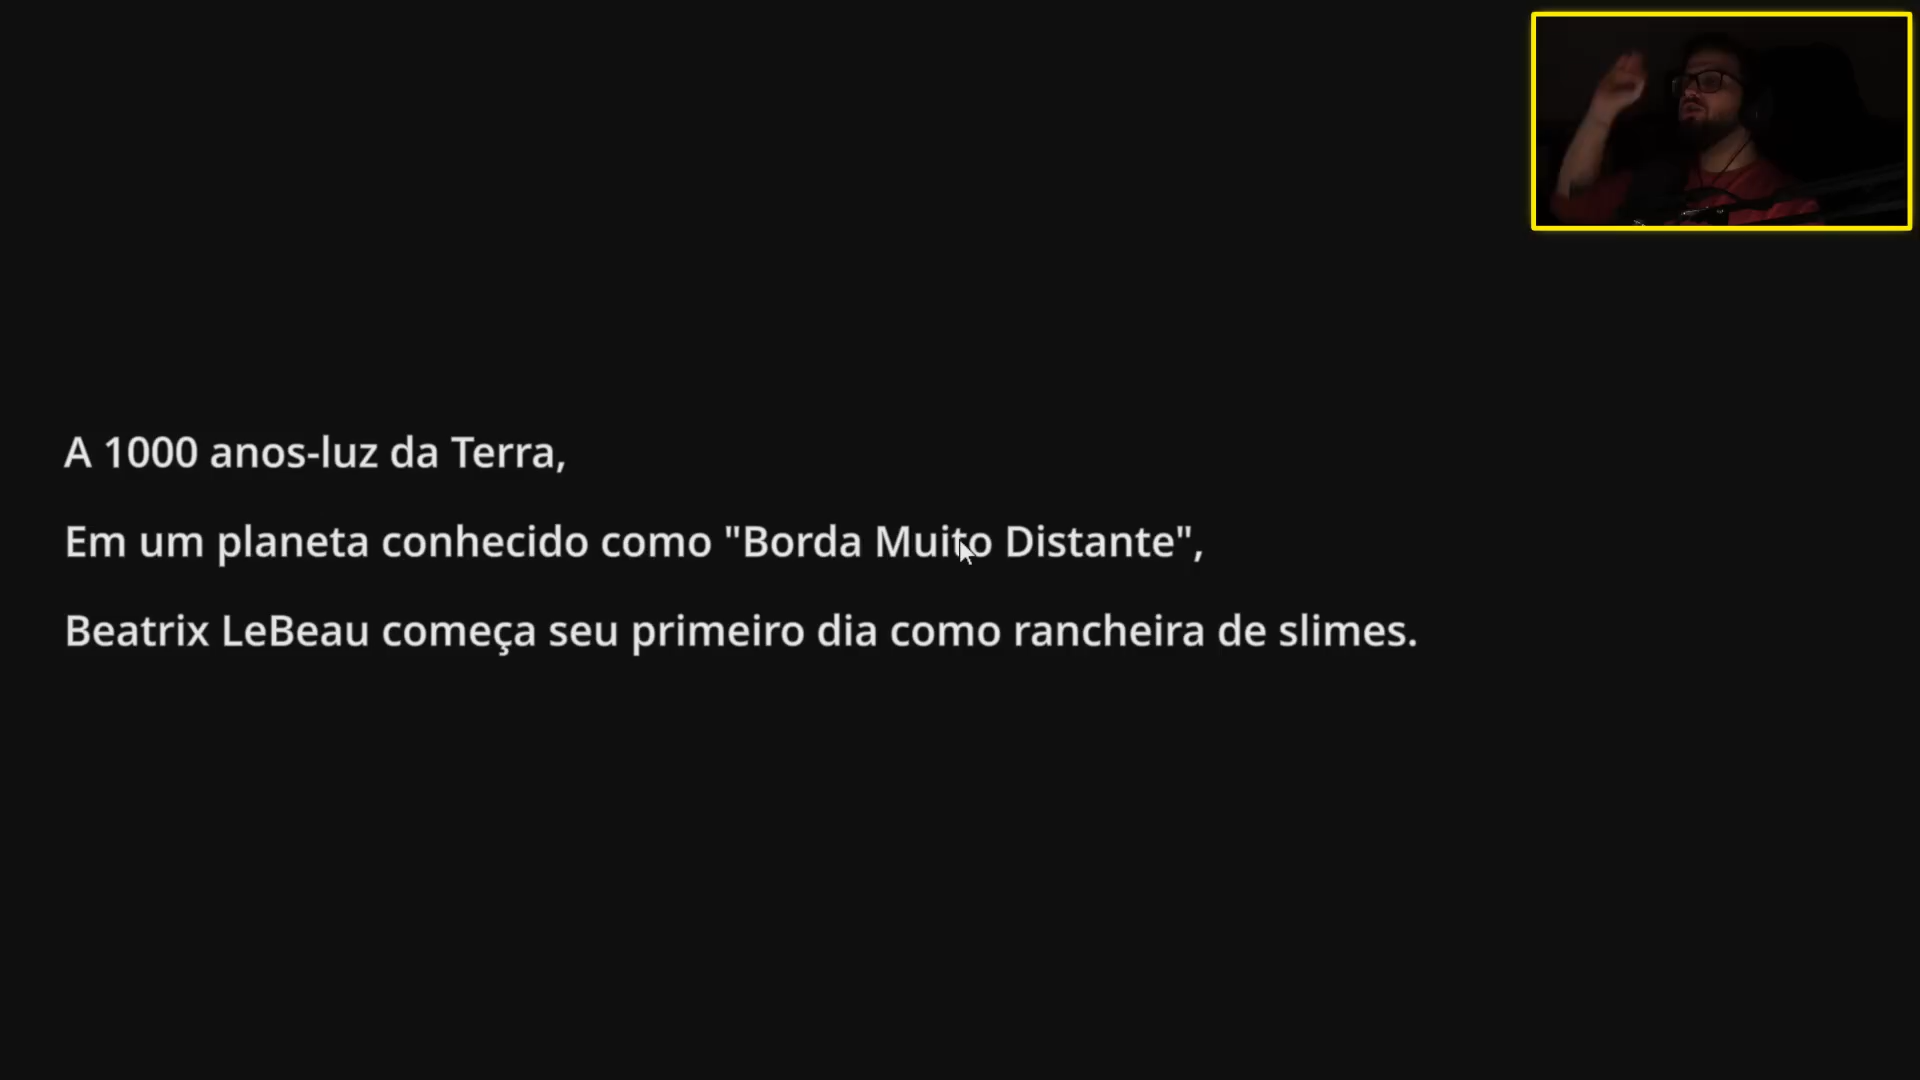 A 1000 anos-luz da Terra,
Em um planeta conhecido como "Borda Muito Distante",
Beatrix LeBeau começa seu primeiro dia como rancheira de slimes.